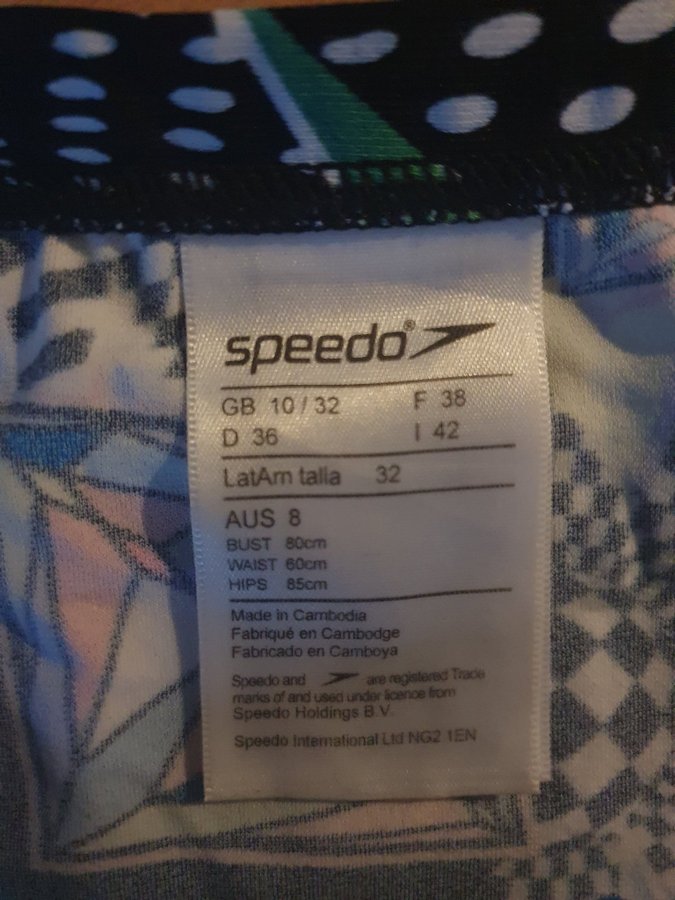 speedo®
GB 10 / 32 F 38
D 36 I 42
LatAm talla 32
AUS 8
BUST 80cm
WAIST 60cm
HIPS 85cm
Made in Cambodia
Fabriqué en Cambodge
Fabricado en Camboya
Speedo and are registered Trade
marks of and used under licence from
Speedo Holdings B.V.
Speedo International Ltd NG2 1EN